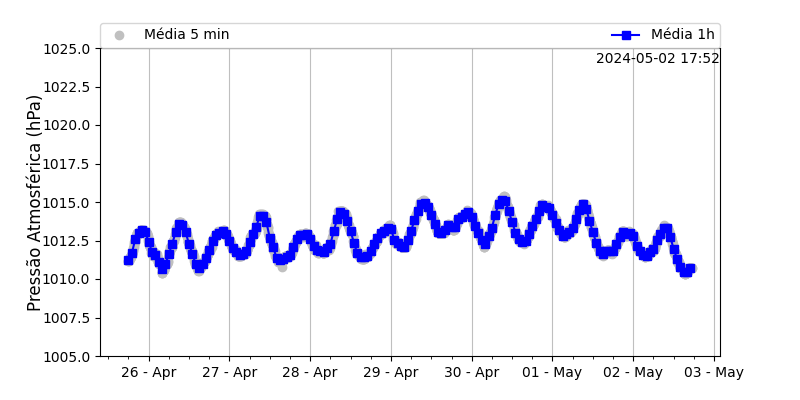 Média 5 min
Média 1h
2024-05-02 17:52
Pressão Atmosférica (hPa)
1025.0
1022.5
1020.0
1017.5
1015.0
1012.5
1010.0
1007.5
1005.0
26 - Apr
27 - Apr
28 - Apr
29 - Apr
30 - Apr
01 - May
02 - May
03 - May